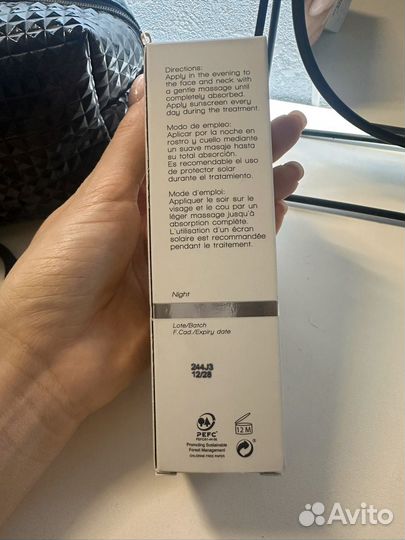 Directions:
Apply in the evening to
the face and neck with
a gentle massage until
completely absorbed.
Apply sunscreen every
day during the treatment.
Modo de empleo:
Aplicar por la noche en
rostro y cuello mediante
un suave masaje hasta
su total absorción.
Es recomendable el uso
de protector solar
durante el tratamiento.
Mode d'emploi:
Appliquer le soir sur le
visage et le cou par un
léger massage jusqu'à
absorption complète.
L'utilisation d'un écran
solaire est recommandée
pendant le traitement.
Night
Lote/Batch
F.Cad./Expiry date
244J3
12/28
PEFC
12 M
Promoting Sustainable
Forest Management
CHLORINE FREE PAPER
Avito